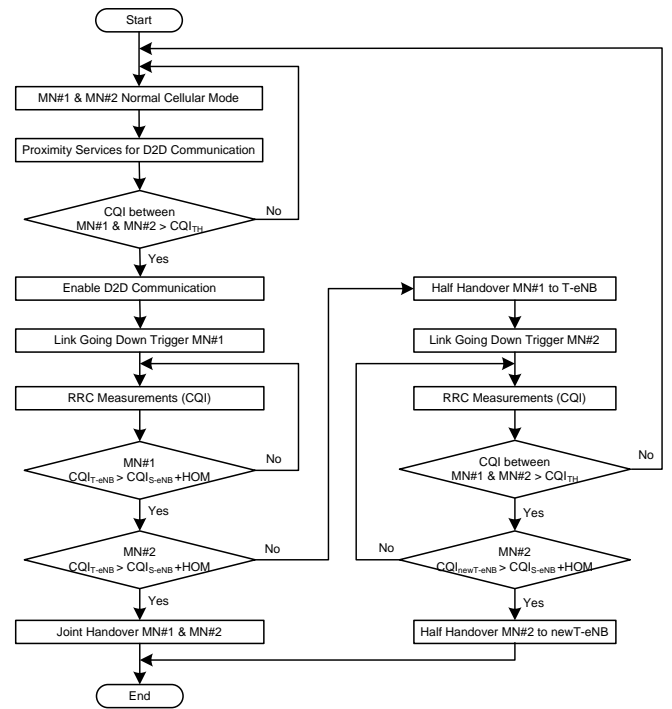 Start
MN#1 & MN#2 Normal Cellular Mode
Proximity Services for D2D Communication
CQI between
MN#1 & MN#2 > CQI_TH
No
Yes
Enable D2D Communication
Link Going Down Trigger MN#1
RRC Measurements (CQI)
MN#1
CQI_T-eNB > CQI_S-eNB +HOM
No
Yes
MN#2
CQI_T-eNB > CQI_S-eNB +HOM
No
Yes
Joint Handover MN#1 & MN#2
End
Half Handover MN#1 to T-eNB
Link Going Down Trigger MN#2
RRC Measurements (CQI)
CQI between
MN#1 & MN#2 > CQI_TH
No
Yes
MN#2
CQI_newT-eNB > CQI_S-eNB +HOM
No
Yes
Half Handover MN#2 to newT-eNB